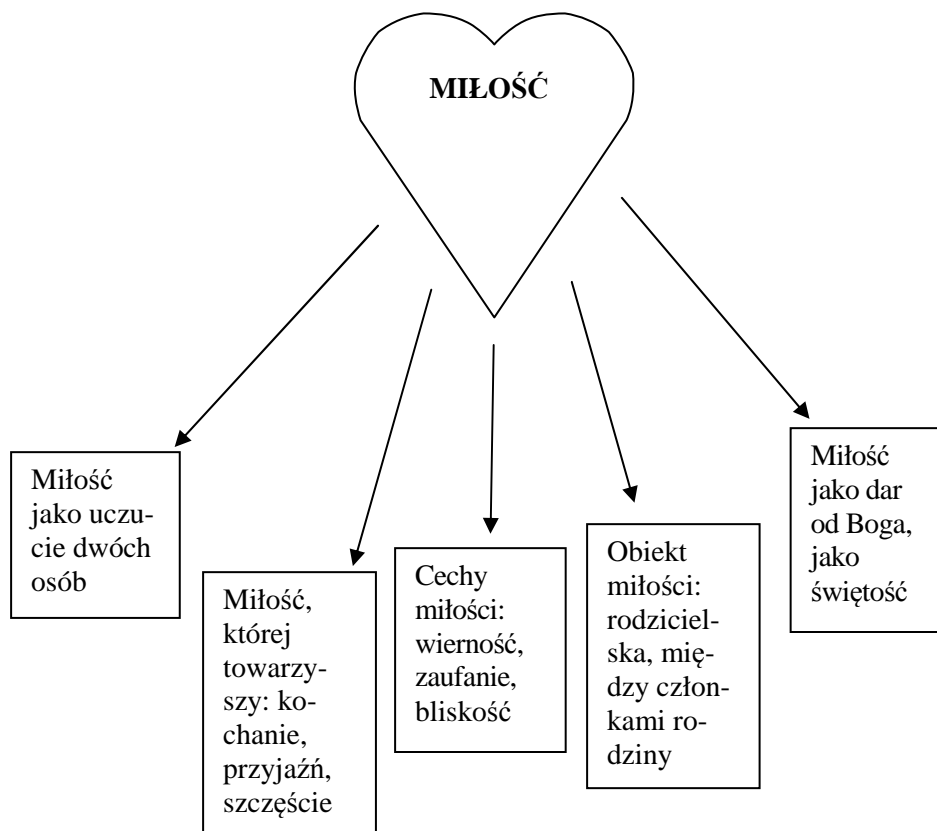 MIŁOŚĆ
Miłość
jako uczu-
cie dwóch
osób
Miłość,
której
towarzy-
szy: ko-
chanie,
przyjaźń,
szczęście
Cechy
miłości:
wierność,
zaufanie,
bliskość
Obiekt
miłości:
rodziciel-
ska, mię-
dzy człon-
kami ro-
dziny
Miłość
jako dar
od Boga,
jako
świętość